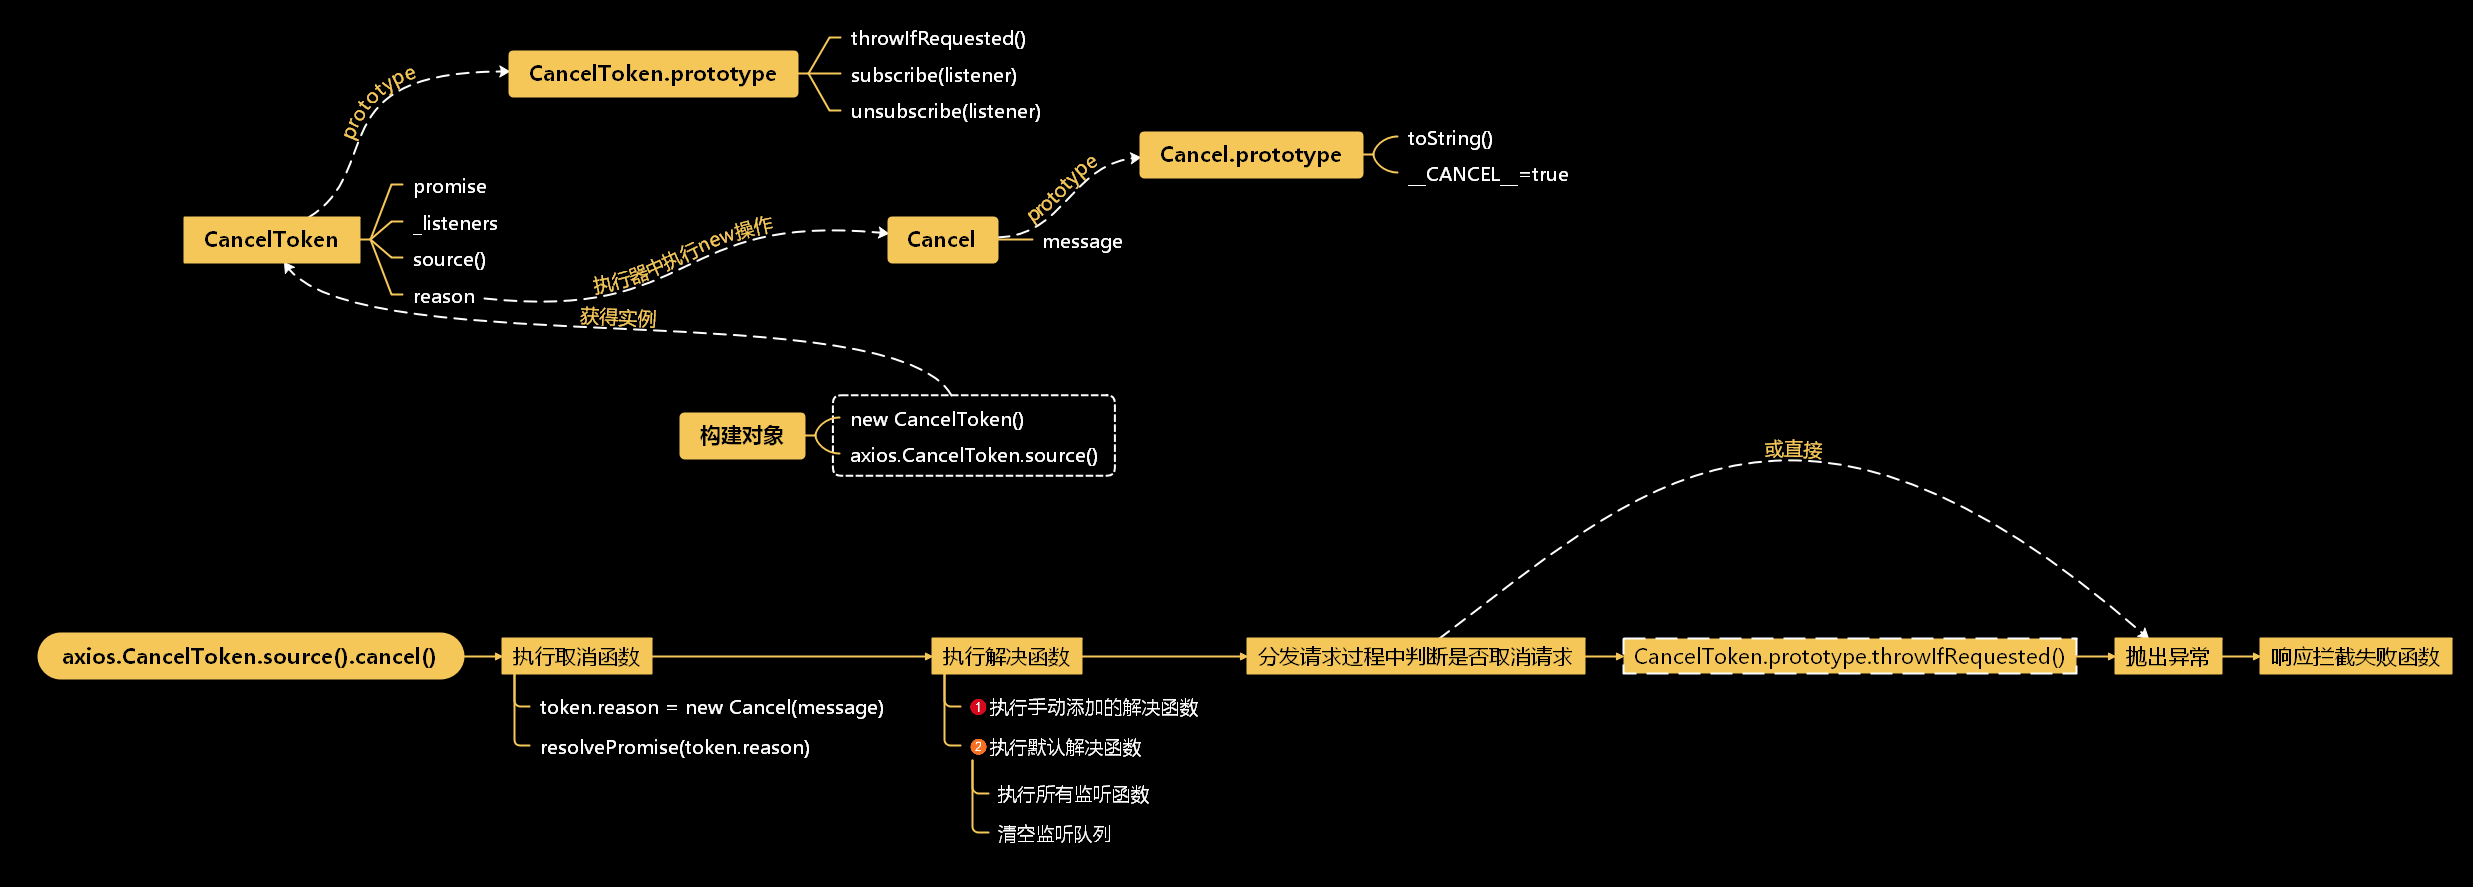 throwIfRequested()
CancelToken.prototype
subscribe(listener)
unsubscribe(listener)
prototype
toString()
Cancel.prototype
__CANCEL__=true
prototype
promise
_listeners
CancelToken
source()
reason
执行器中执行new操作
Cancel
message
获得实例
构建对象
new CancelToken()
axios.CancelToken.source()
或直接
axios.CancelToken.source().cancel()
执行取消函数
token.reason = new Cancel(message)
resolvePromise(token.reason)
执行解决函数
1 执行手动添加的解决函数
2 执行默认解决函数
执行所有监听函数
清空监听队列
分发请求过程中判断是否取消请求
CancelToken.prototype.throwIfRequested()
抛出异常
响应拦截失败函数